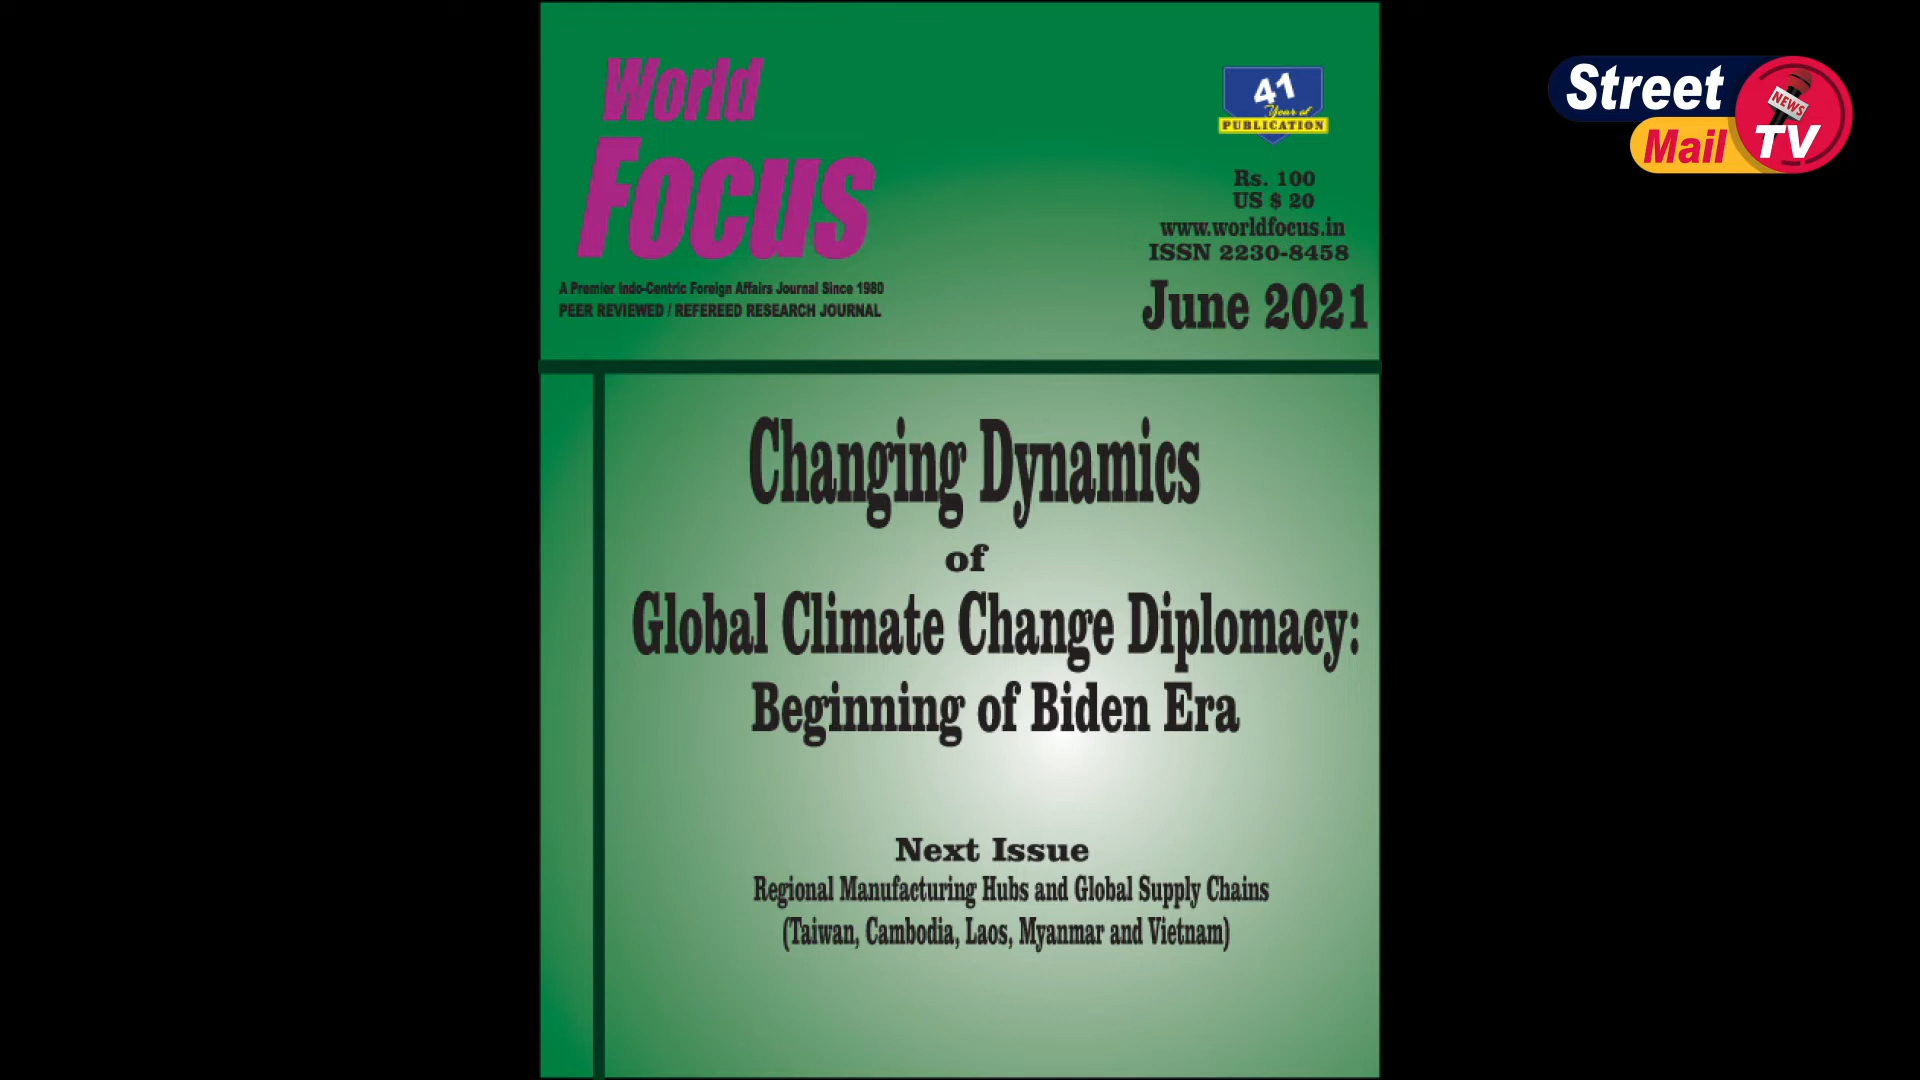 World
Focus
A Premier Indo-Centric Foreign Affairs Journal Since 1980
PEER REVIEWED / REFEREED RESEARCH JOURNAL
41
Year of
PUBLICATION
Rs. 100
US $ 20
www.worldfocus.in
ISSN 2230-8458
June 2021
Changing Dynamics
of
Global Climate Change Diplomacy:
Beginning of Biden Era
Next Issue
Regional Manufacturing Hubs and Global Supply Chains
(Taiwan, Cambodia, Laos, Myanmar and Vietnam)
Street
Mail
NEWS
TV